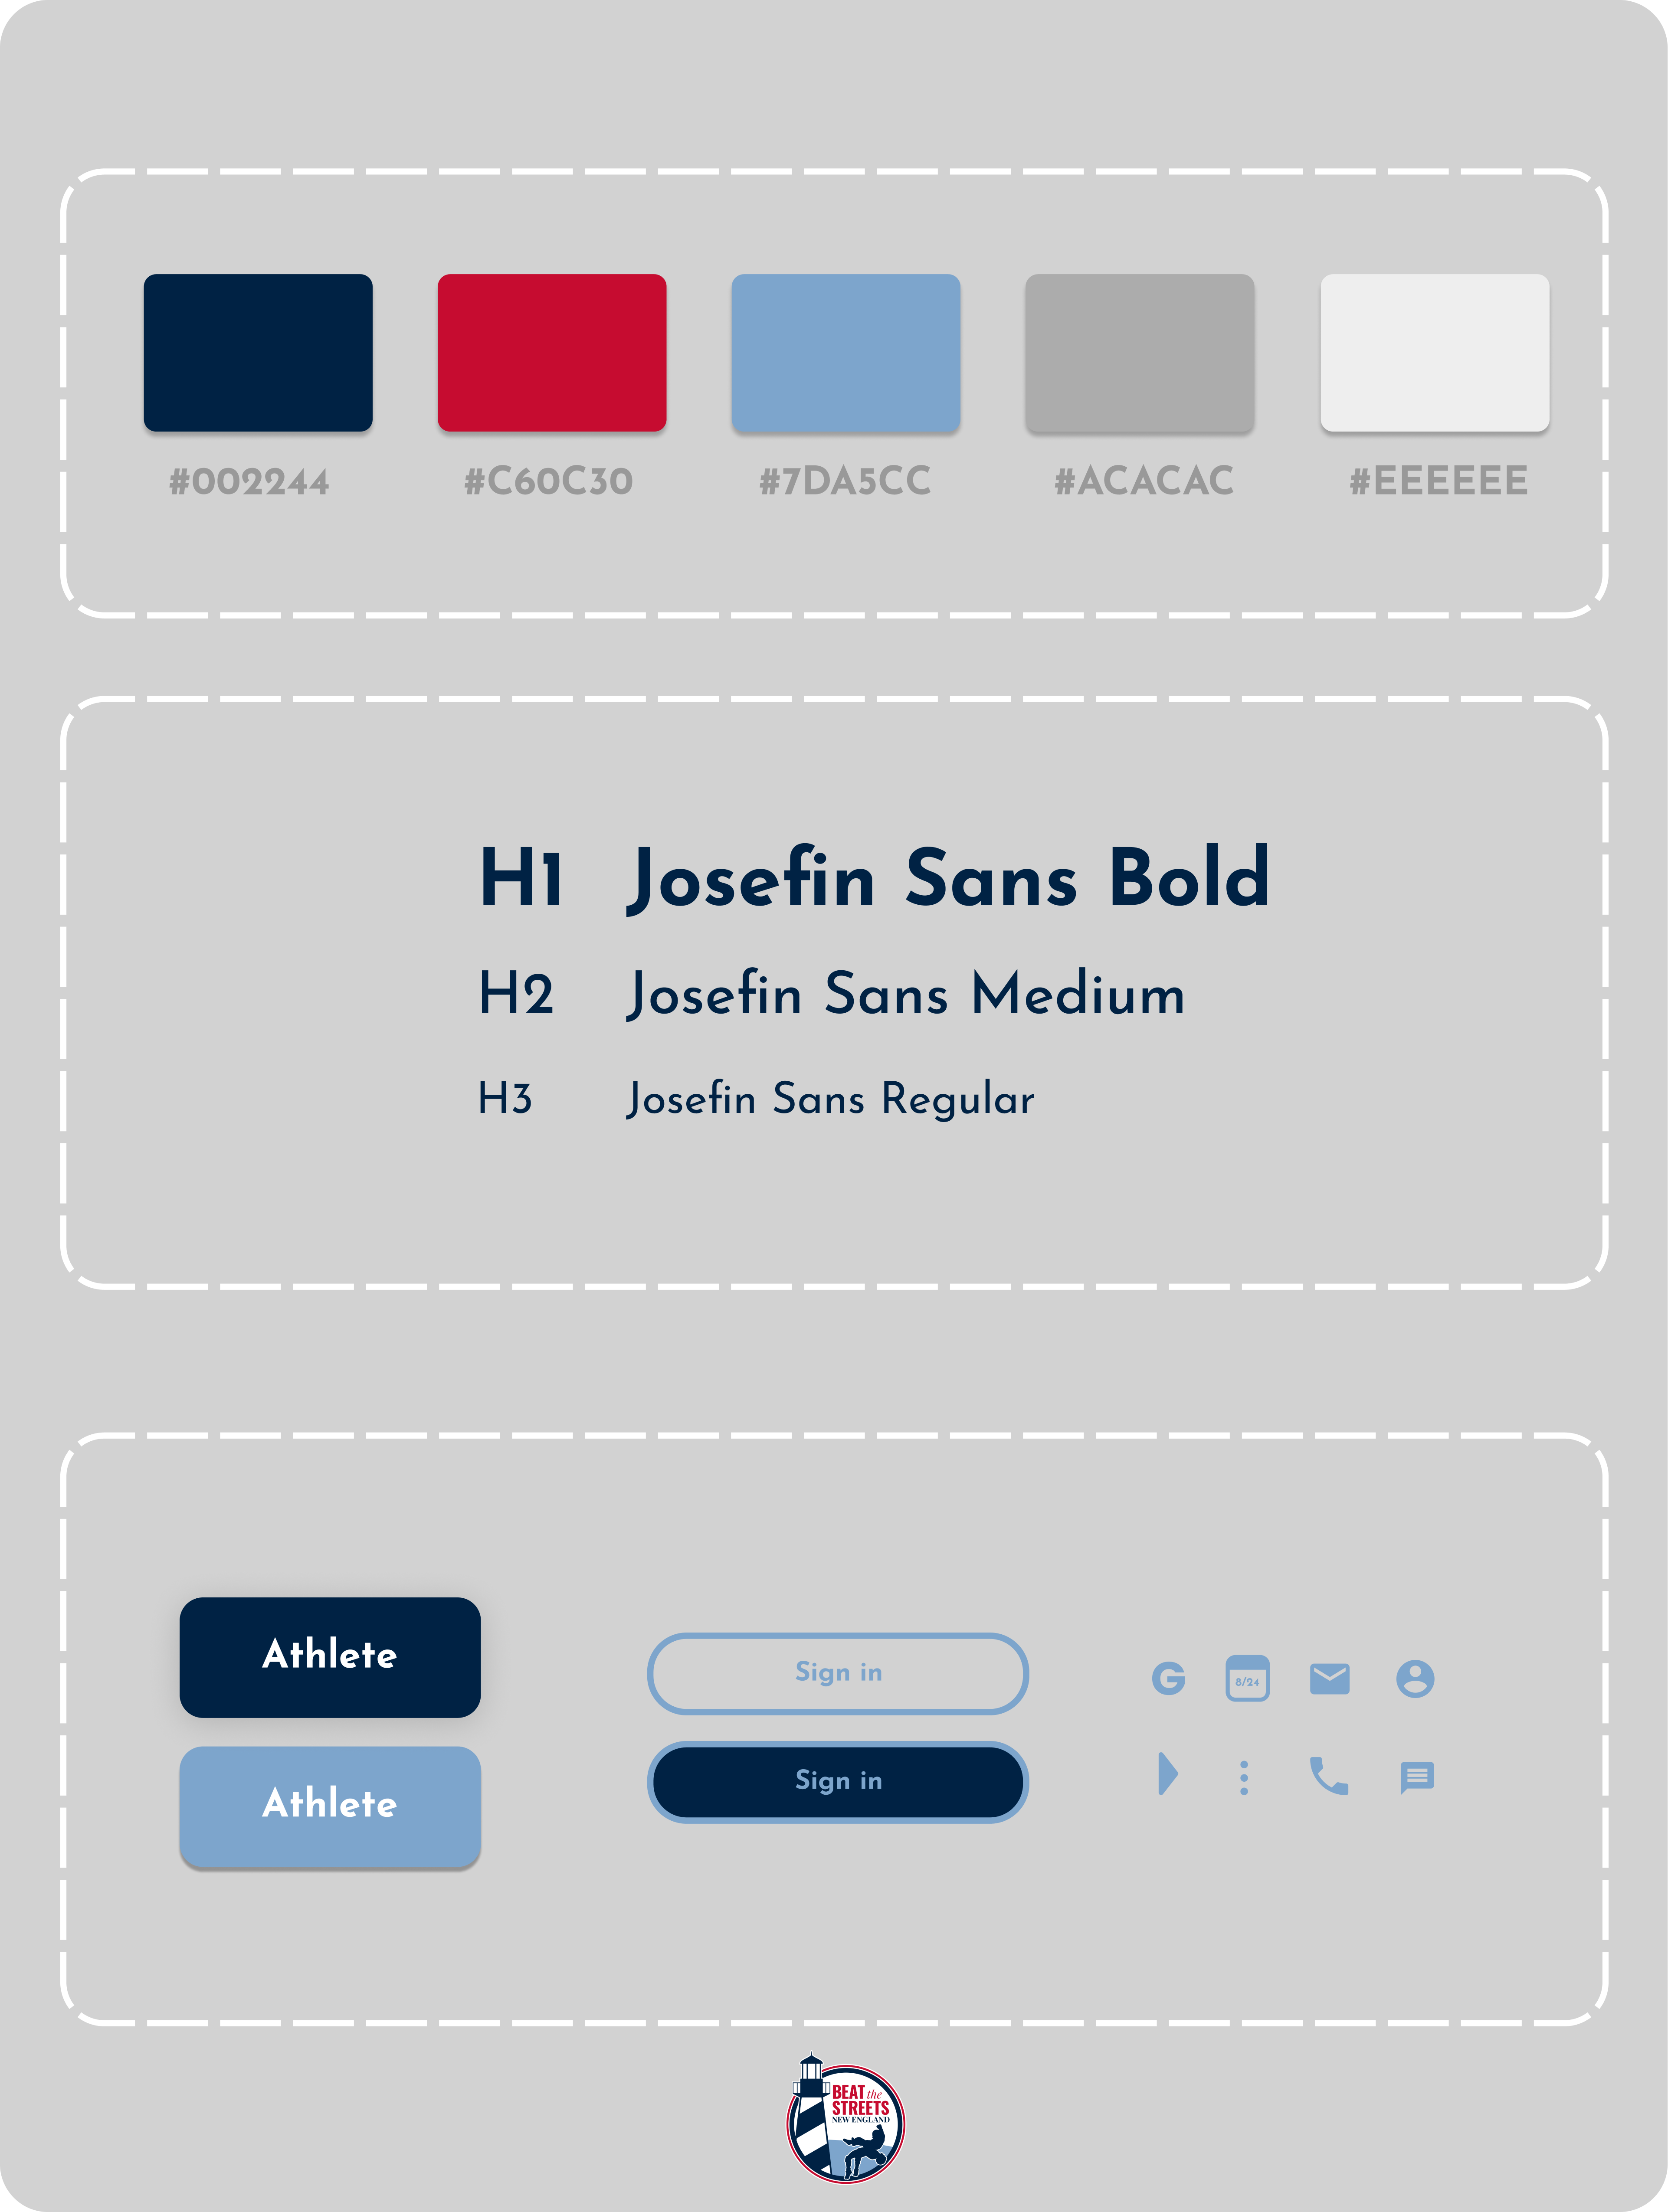 #002244 #C60C30 #7DA5CC #ACACAC #EEEEEE
H1 Josefin Sans Bold
H2 Josefin Sans Medium
H3 Josefin Sans Regular
Athlete
Athlete
Sign in
Sign in
G 8/24
BEAT the
STREETS
NEW ENGLAND